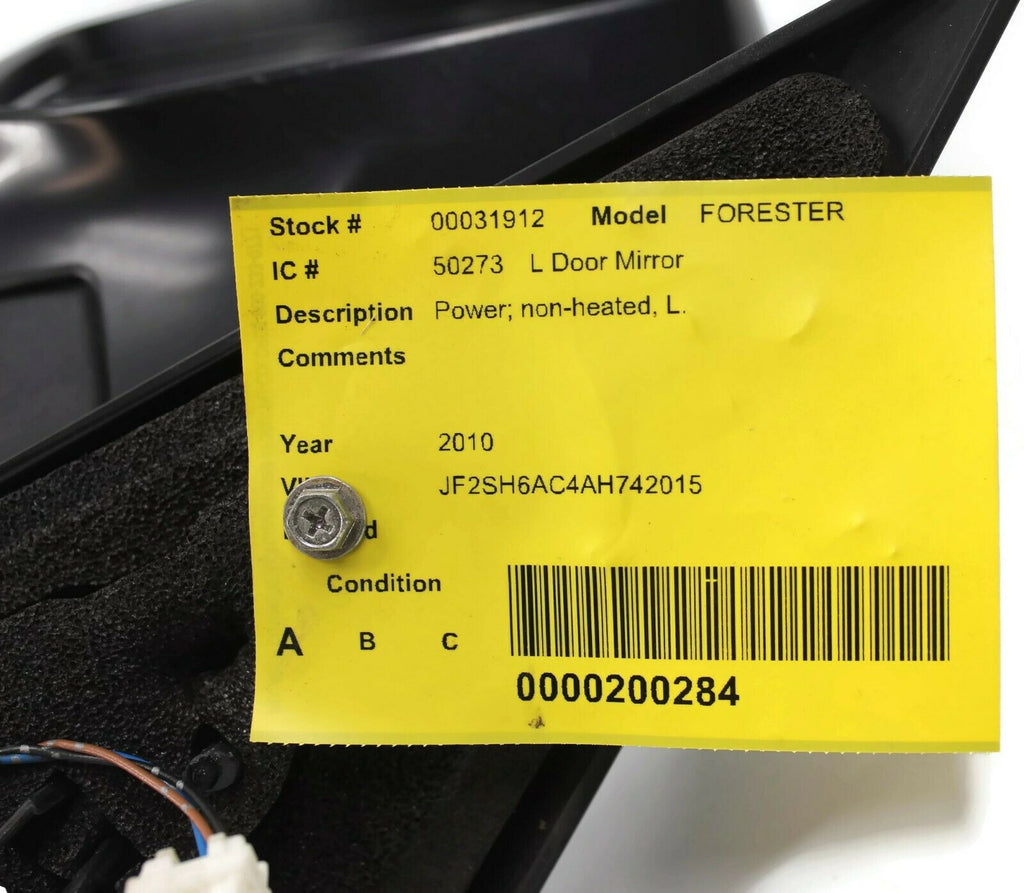 Stock # 00031912 Model FORESTER
IC # 50273 L Door Mirror
Description Power; non-heated, L.
Comments
Year 2010
JF2SH6AC4AH742015
Condition
A B C
0000200284